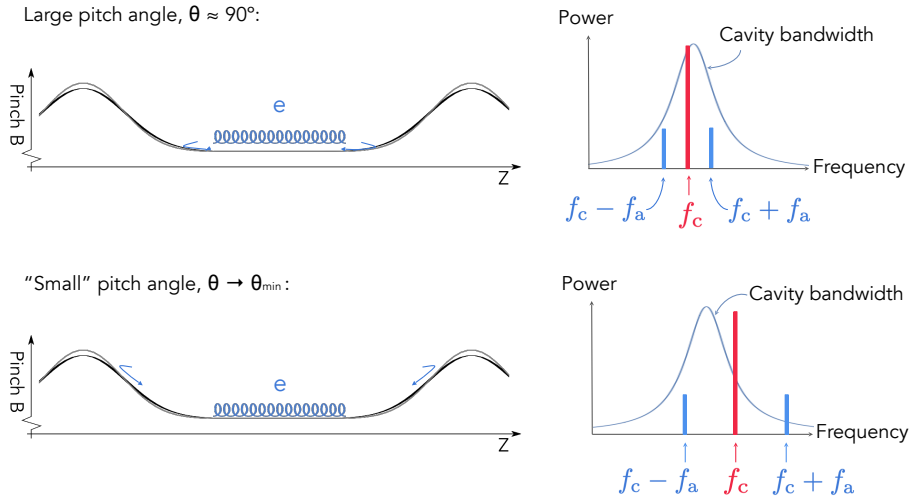 Large pitch angle, θ ≈ 90º:
Pinch B
e
Z
Power
Cavity bandwidth
Frequency
f_c − f_a
f_c
f_c + f_a
“Small” pitch angle, θ → θ_min:
Pinch B
e
Z
Power
Cavity bandwidth
Frequency
f_c − f_a
f_c
f_c + f_a